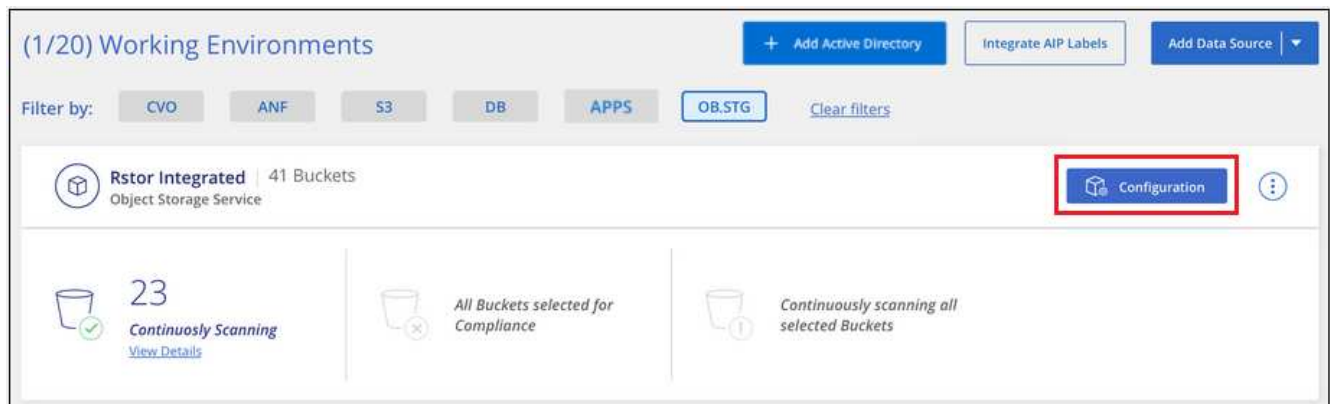 (1/20) Working Environments
+ Add Active Directory
Integrate AIP Labels
Add Data Source
Filter by:
CVO
ANF
S3
DB
APPS
OB.STG
Clear filters
Rstor Integrated | 41 Buckets
Object Storage Service
Configuration
23
Continuosly Scanning
View Details
All Buckets selected for
Compliance
Continuously scanning all
selected Buckets